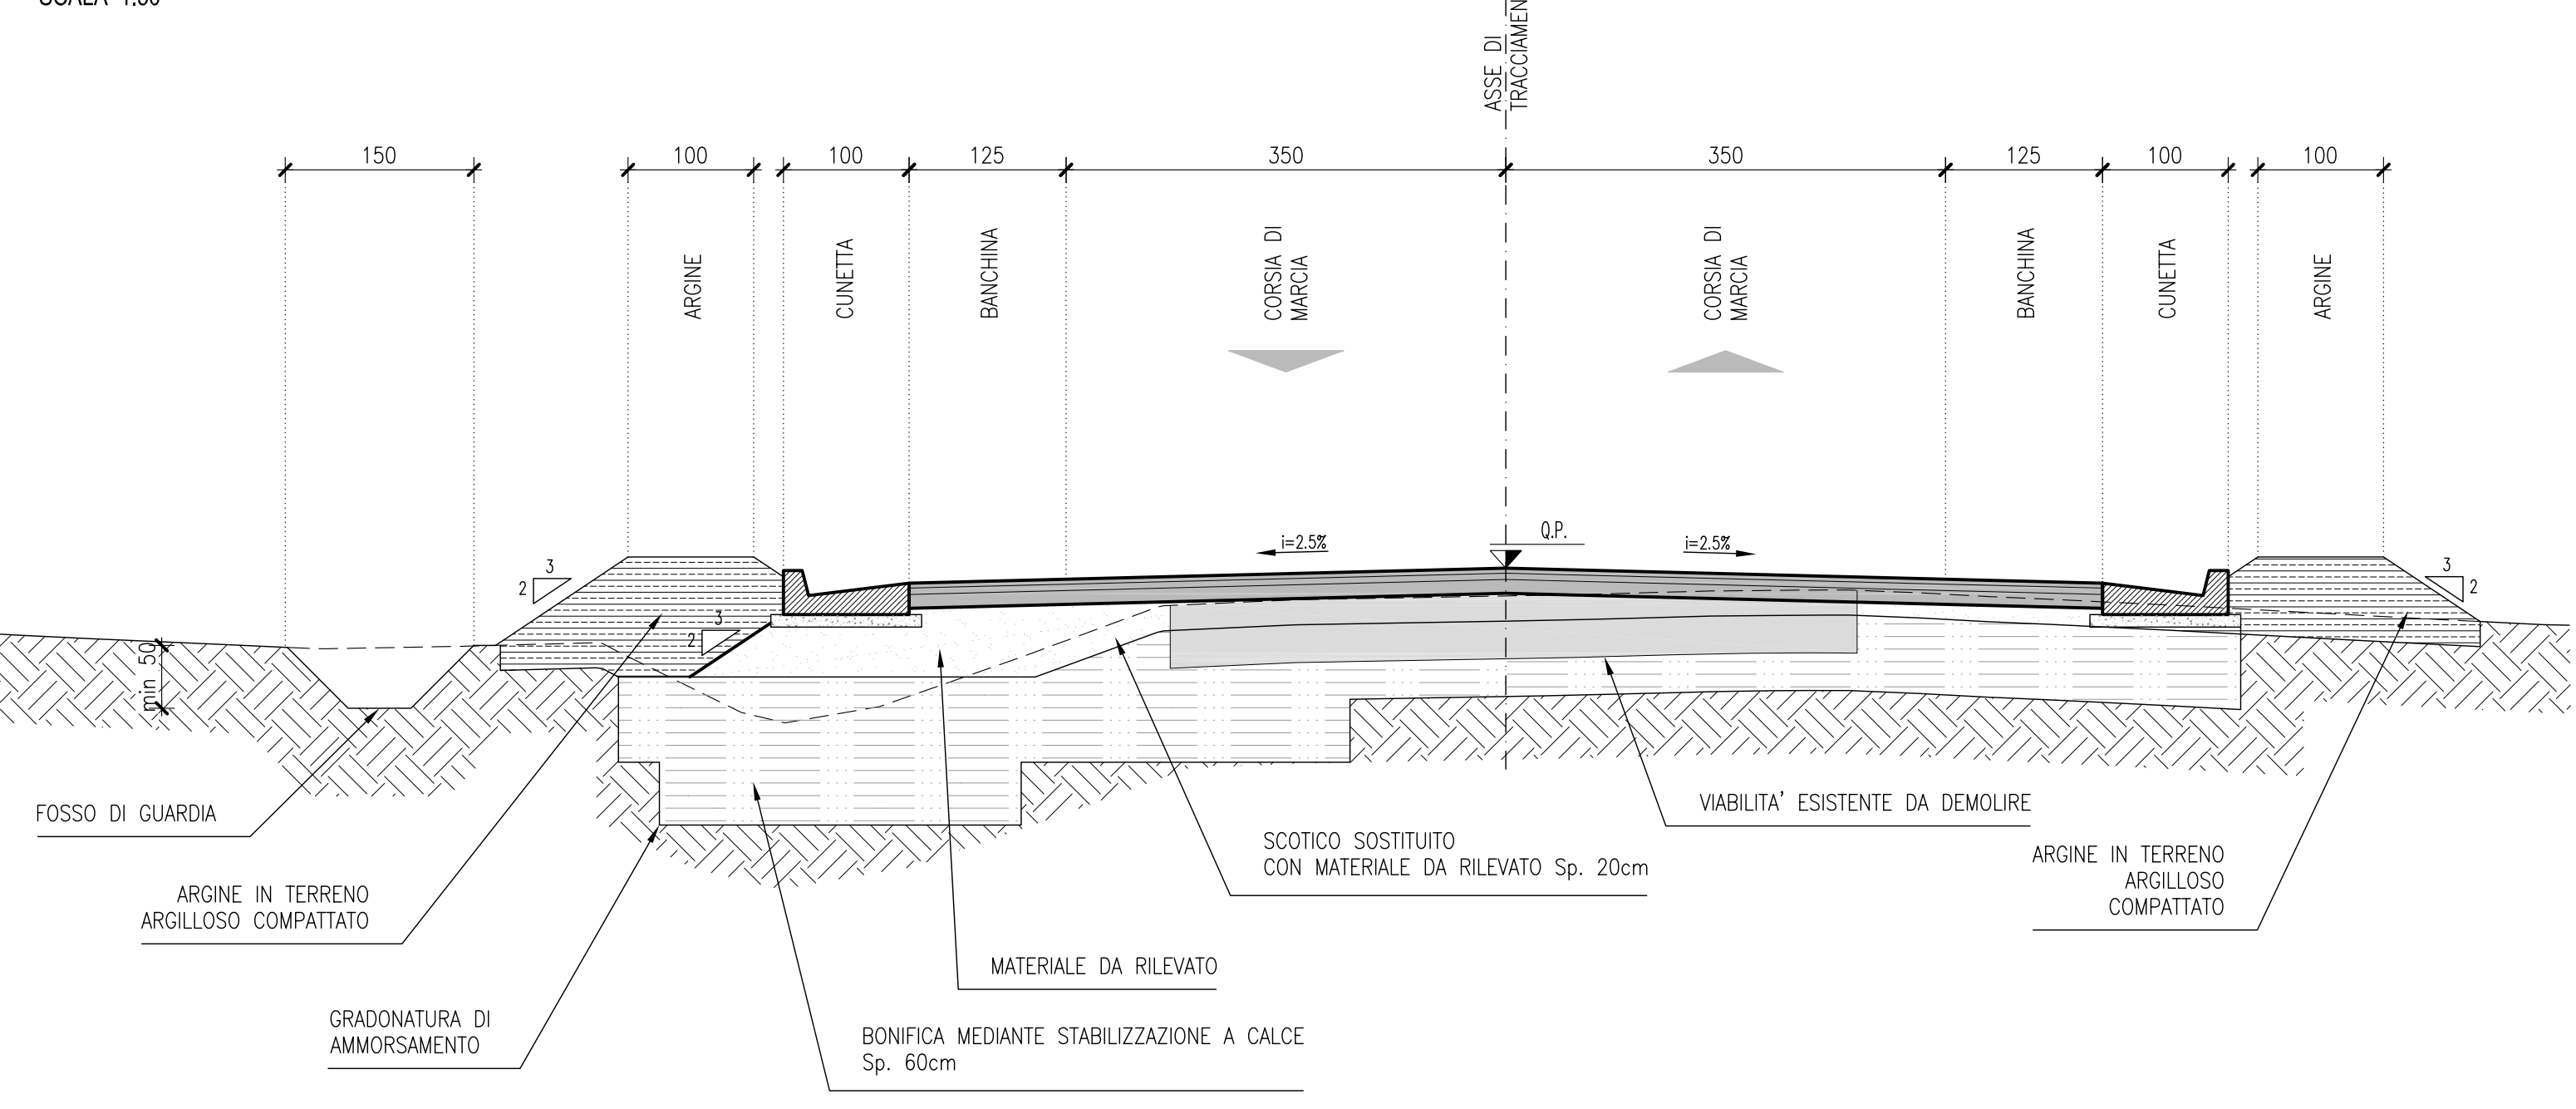 ASSE DI
150
100
100
125
350
350
125
100
100
ARGINE
CUNETTA
BANCHINA
CORSIA DI
MARCIA
CORSIA DI
MARCIA
BANCHINA
CUNETTA
ARGINE
i=2.5%
Q.P.
i=2.5%
3
2
3
2
3
2
min 50
FOSSO DI GUARDIA
ARGINE IN TERRENO
ARGILLOSO COMPATTATO
GRADONATURA DI
AMMORSAMENTO
BONIFICA MEDIANTE STABILIZZAZIONE A CALCE
Sp. 60cm
MATERIALE DA RILEVATO
SCOTICO SOSTITUITO
CON MATERIALE DA RILEVATO Sp. 20cm
VIABILITA' ESISTENTE DA DEMOLIRE
ARGINE IN TERRENO
ARGILLOSO
COMPATTATO